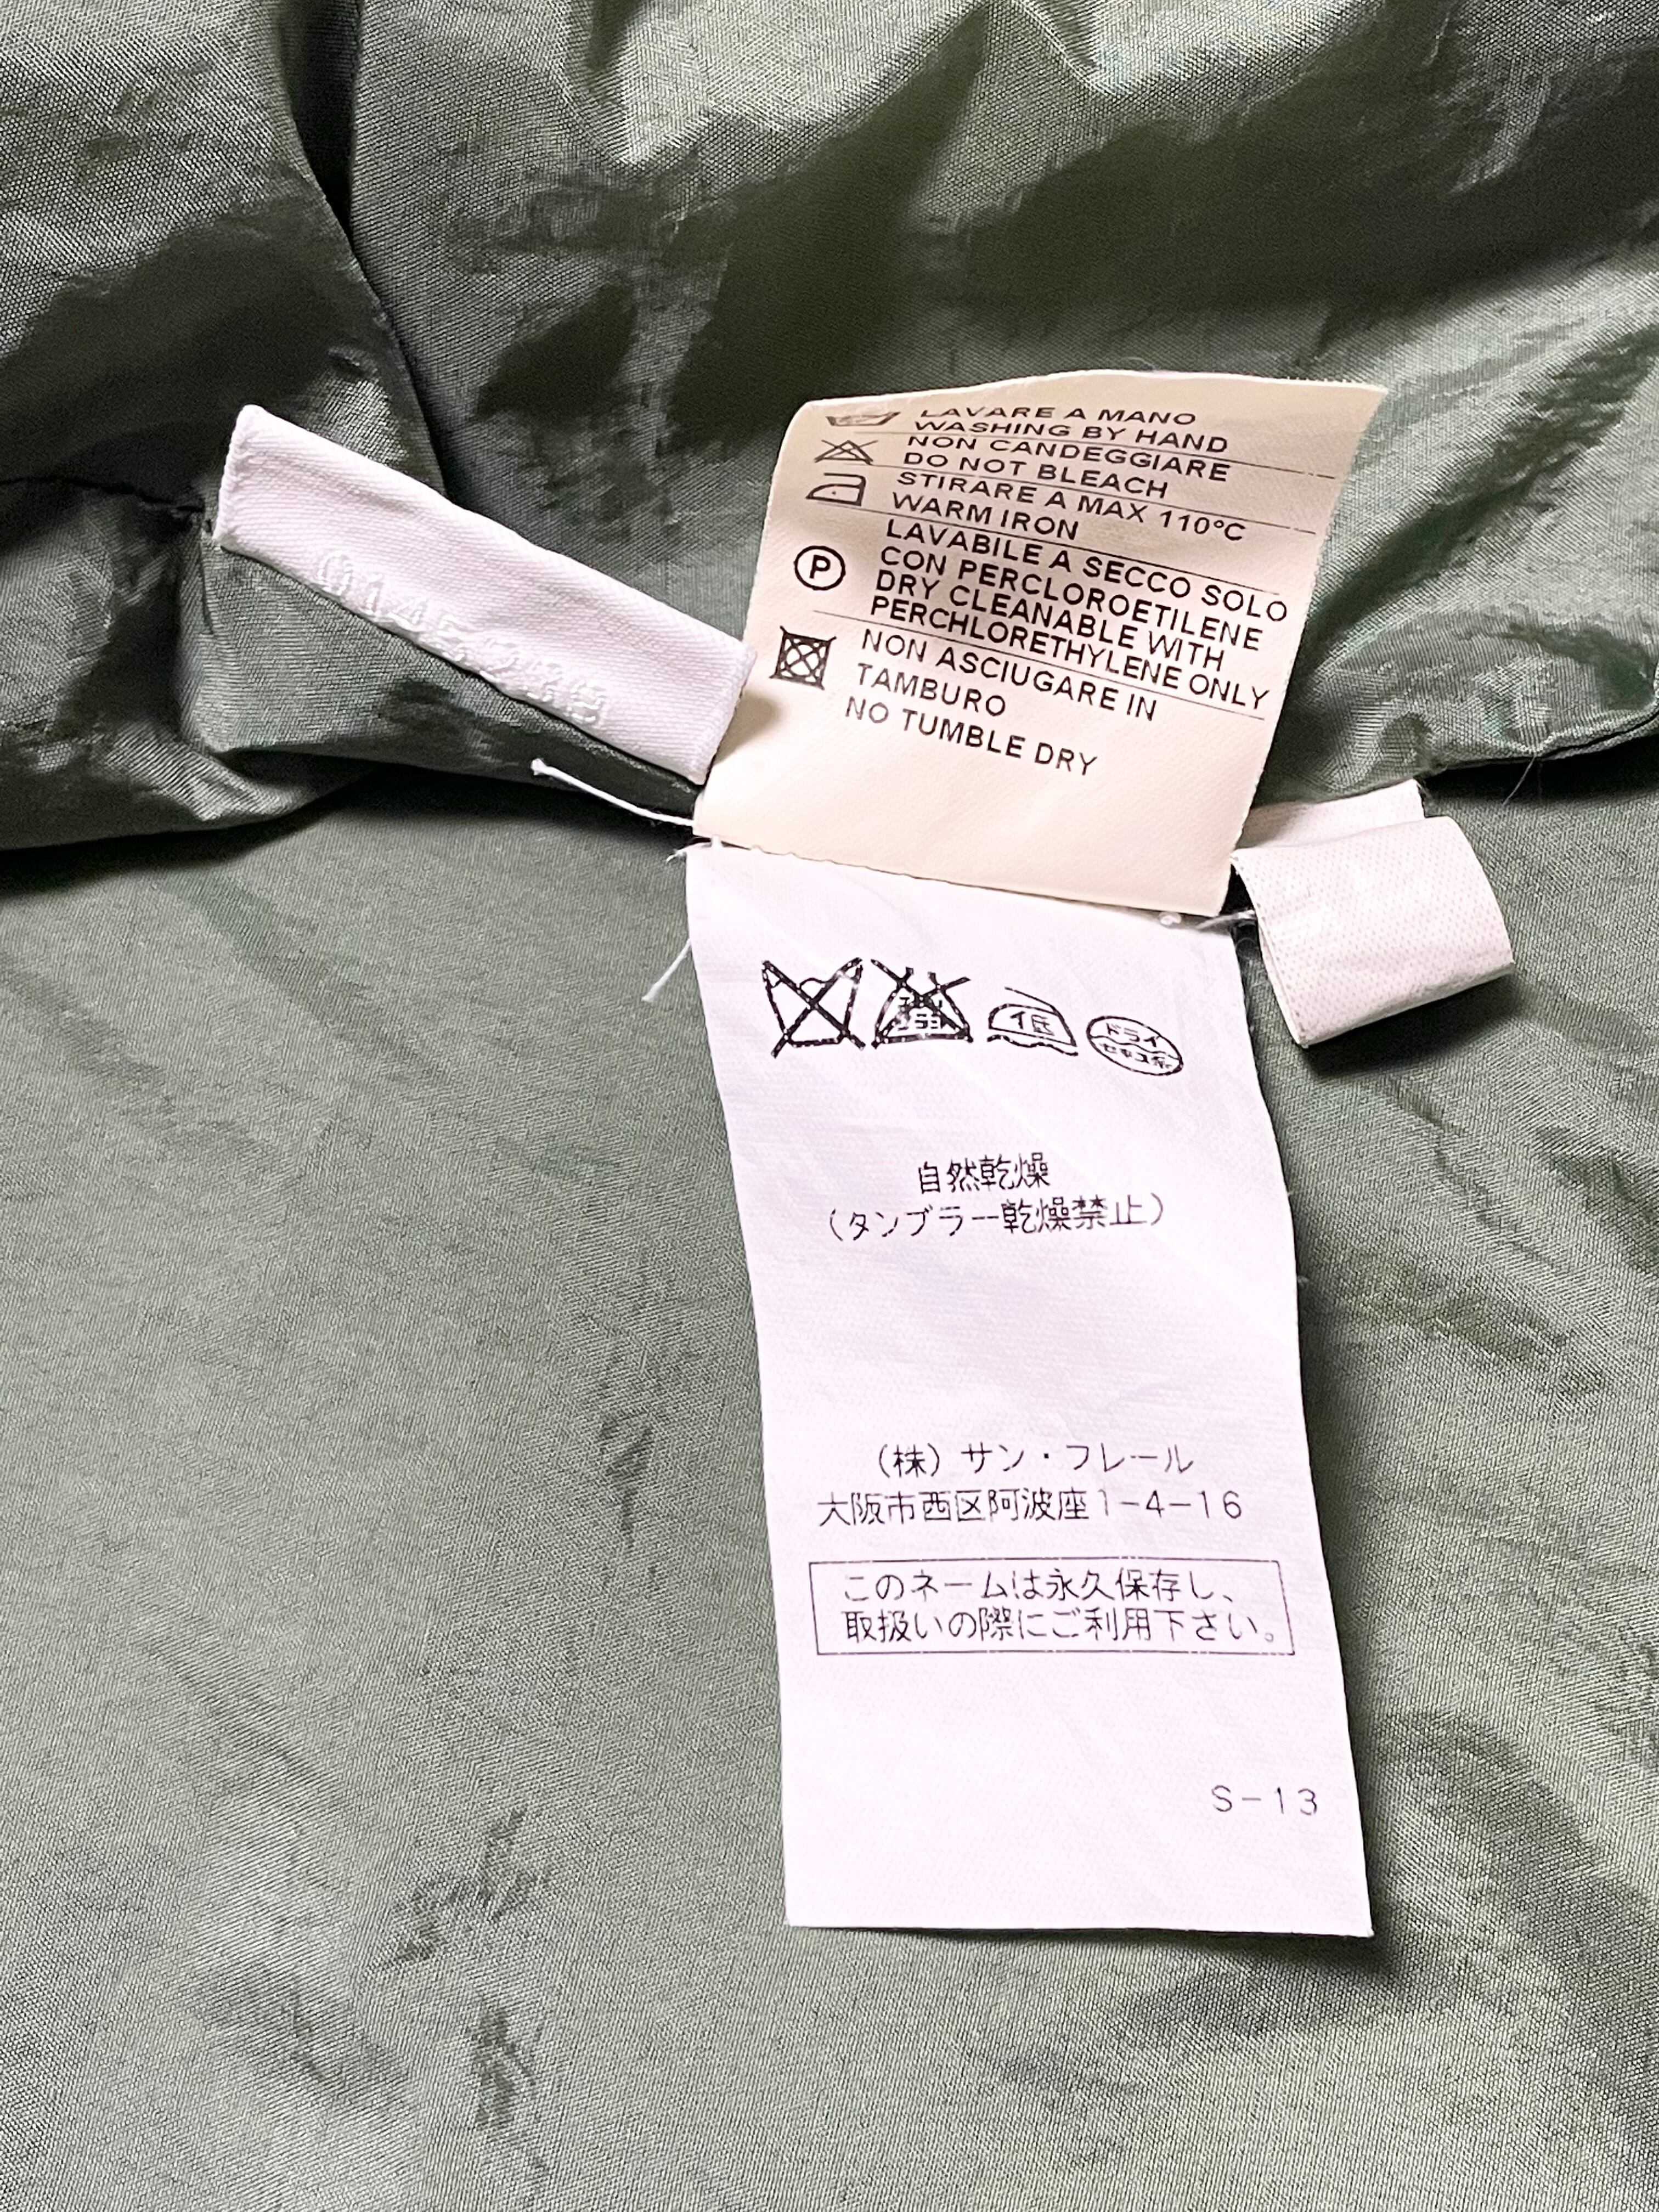 LAVARE A MANO
WASHING BY HAND
NON CANDEGGIARE
DO NOT BLEACH
STIRARE A MAX 110°C
WARM IRON
P
LAVABILE A SECCO SOLO
CON PERCLOROETILENE
DRY CLEANABLE WITH
PERCHLORETHYLENE ONLY
NON ASCIUGARE IN
TAMBURO
NO TUMBLE DRY
低
ドライ
セキユ系
自然乾燥
(タンブラー乾燥禁止)
(株)サン・フレール
大阪市西区阿波座1-4-16
このネームは永久保存し、
取扱いの際にご利用下さい。
S-13